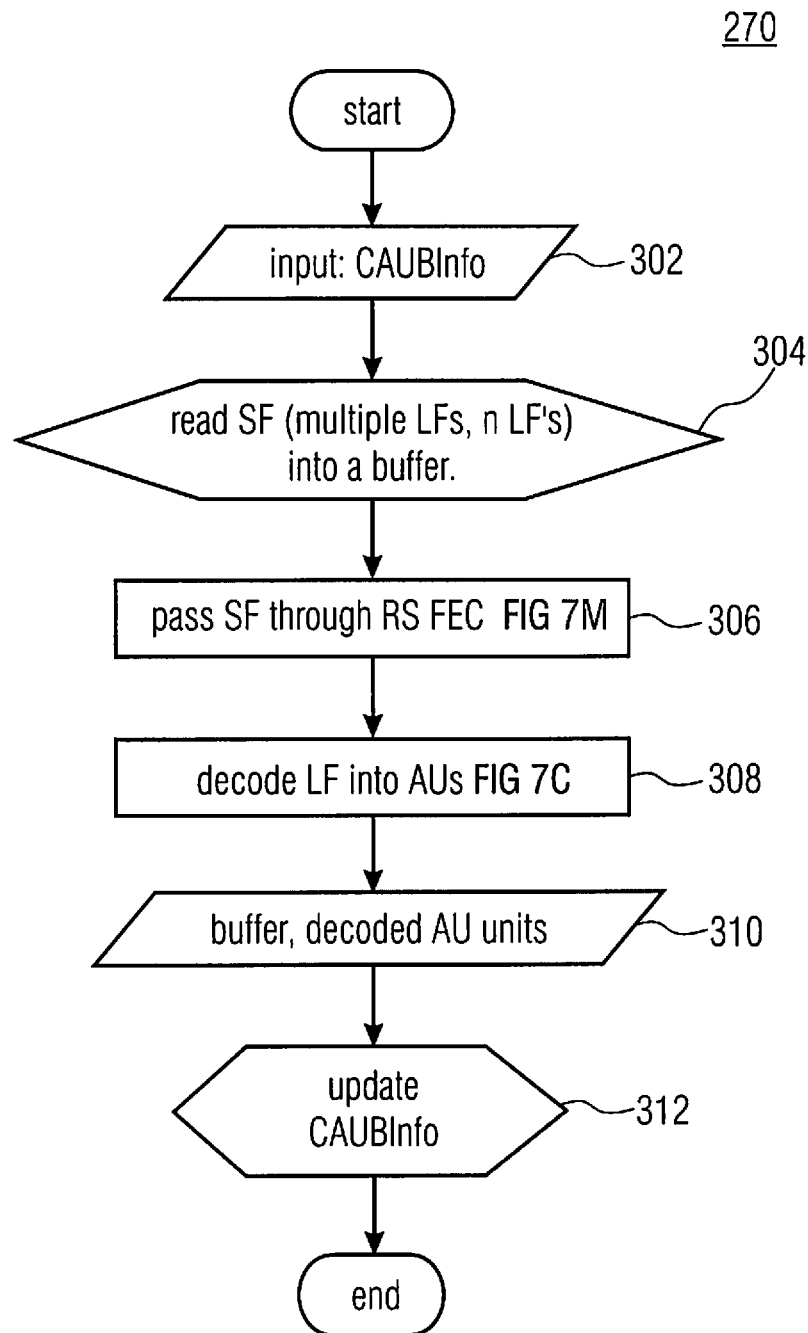 270
start
input: CAUBInfo
302
304
read SF (multiple LFs, n LF's)
into a buffer.
pass SF through RS FEC FIG 7M
306
decode LF into AUs FIG 7C
308
buffer, decoded AU units
310
update
CAUBInfo
312
end